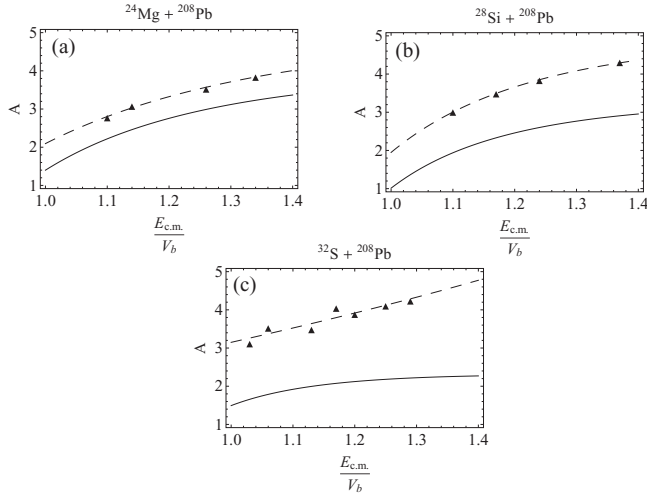 ²⁴Mg + ²⁰⁸Pb
(a)
5
4
3
2
1
A
1.0 1.1 1.2 1.3 1.4
E_c.m.
V_b
²⁸Si + ²⁰⁸Pb
(b)
5
4
3
2
1
A
1.0 1.1 1.2 1.3 1.4
E_c.m.
V_b
³²S + ²⁰⁸Pb
(c)
5
4
3
2
1
A
1.0 1.1 1.2 1.3 1.4
E_c.m.
V_b